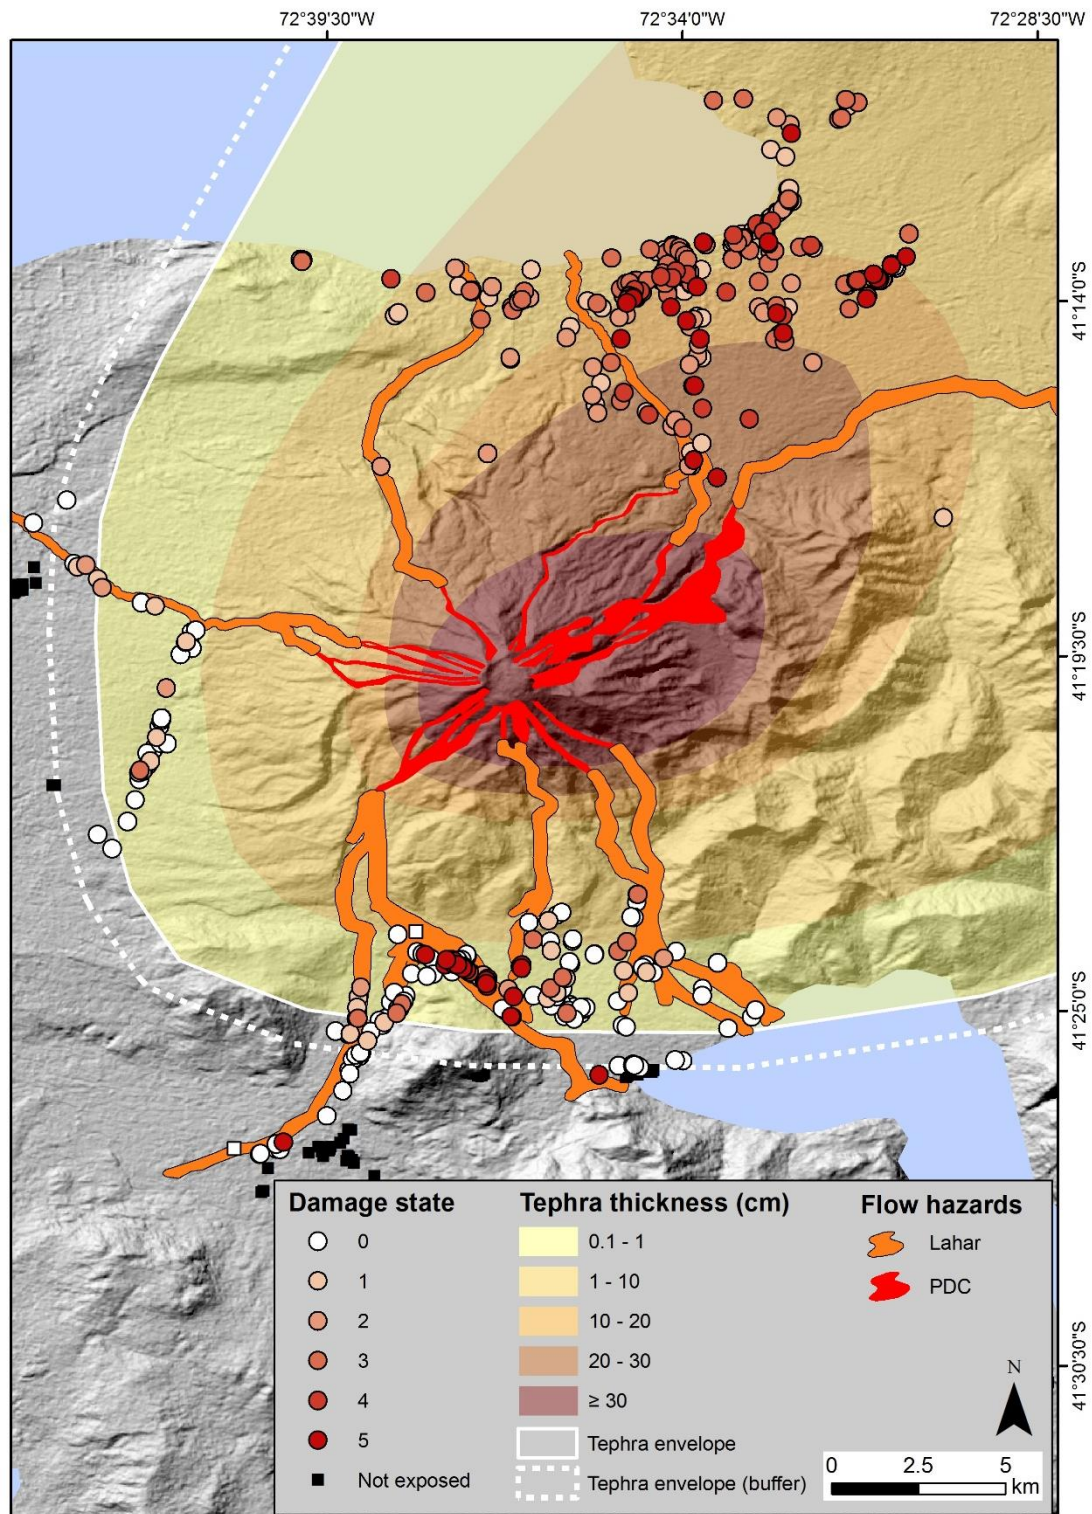 72°39'30"W 72°34'0"W 72°28'30"W
41°14'0"S
41°19'30"S
41°25'0"S
41°30'30"S
Damage state
0
1
2
3
4
5
Not exposed
Tephra thickness (cm)
0.1 - 1
1 - 10
10 - 20
20 - 30
≥ 30
Tephra envelope
Tephra envelope (buffer)
Flow hazards
Lahar
PDC
N
0 2.5 5
km